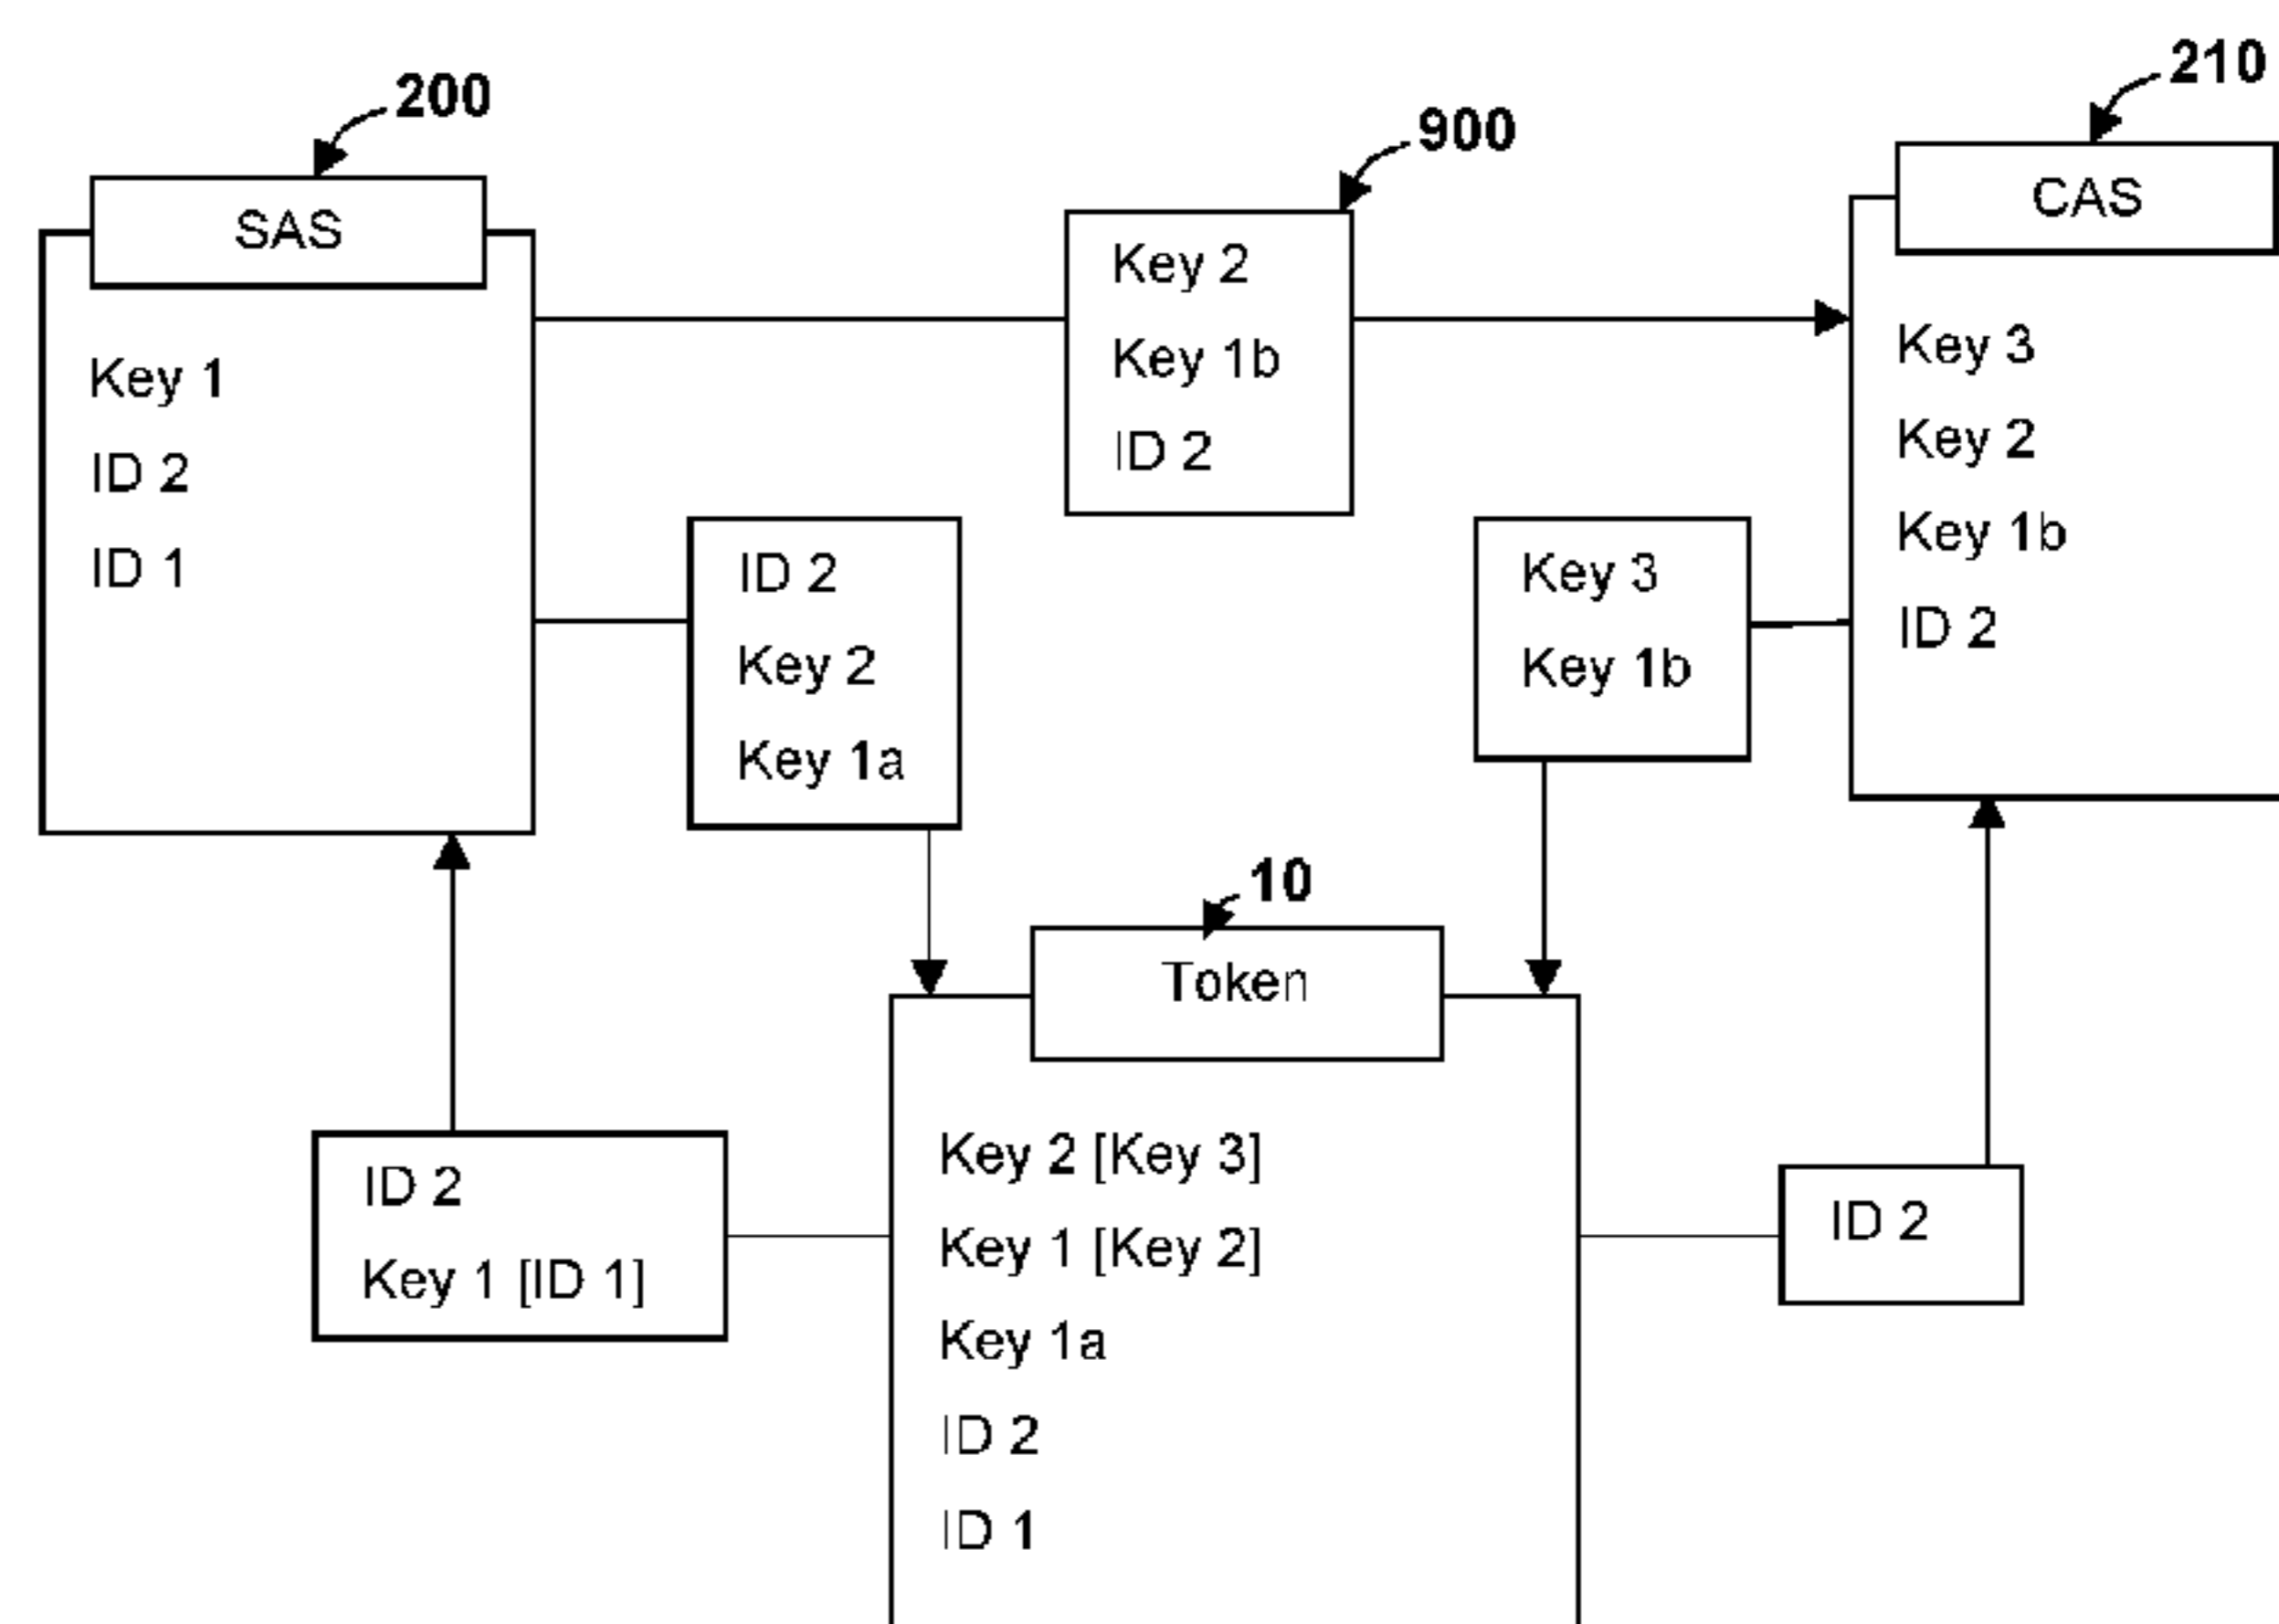 200
SAS
Key 1
ID 2
ID 1
900
Key 2
Key 1b
ID 2
210
CAS
Key 3
Key 2
Key 1b
ID 2
ID 2
Key 2
Key 1a
Key 3
Key 1b
10
Token
Key 2 [Key 3]
Key 1 [Key 2]
Key 1a
ID 2
ID 1
ID 2
Key 1 [ID 1]
ID 2